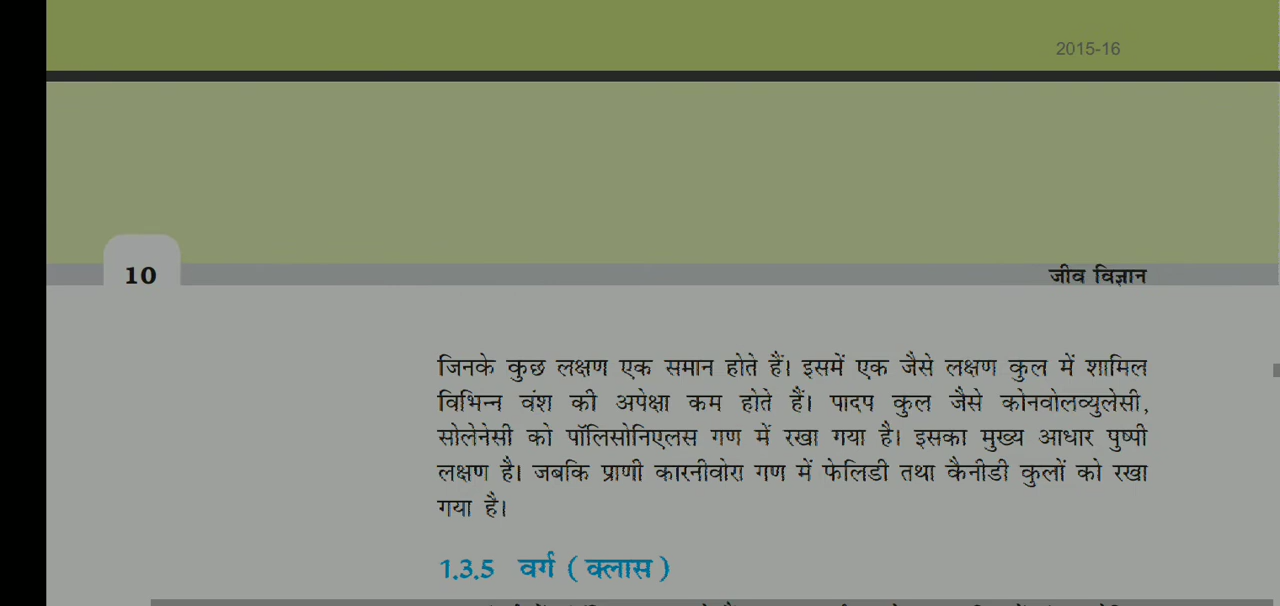 2015-16
10
जीव विज्ञान
जिनके कुछ लक्षण एक समान होते हैं। इसमें एक जैसे लक्षण कुल में शामिल
विभिन्न वंश की अपेक्षा कम होते हैं। पादप कुल जैसे कोनवोलव्युलेसी,
सोलेनेसी को पॉलिसोनिएलस गण में रखा गया है। इसका मुख्य आधार पुष्पी
लक्षण है। जबकि प्राणी कारनीवोरा गण में फेलिडी तथा कैनीडी कुलों को रखा
गया है।
1.3.5 वर्ग ( क्लास )